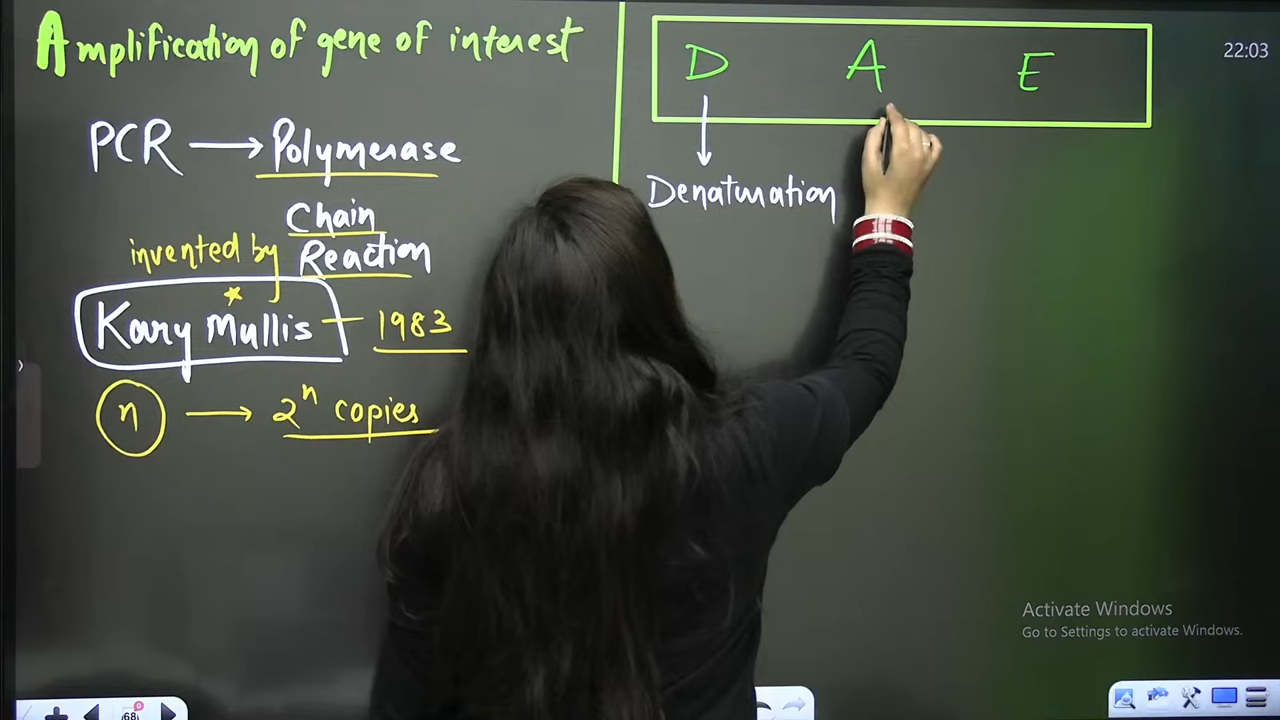 Amplification of gene of interest
PCR → Polymerase
Chain
invented by Reaction
Kary Mullis - 1983
n → 2ⁿ copies
D A E
Denaturation
22:03
Activate Windows
Go to Settings to activate Windows.
68